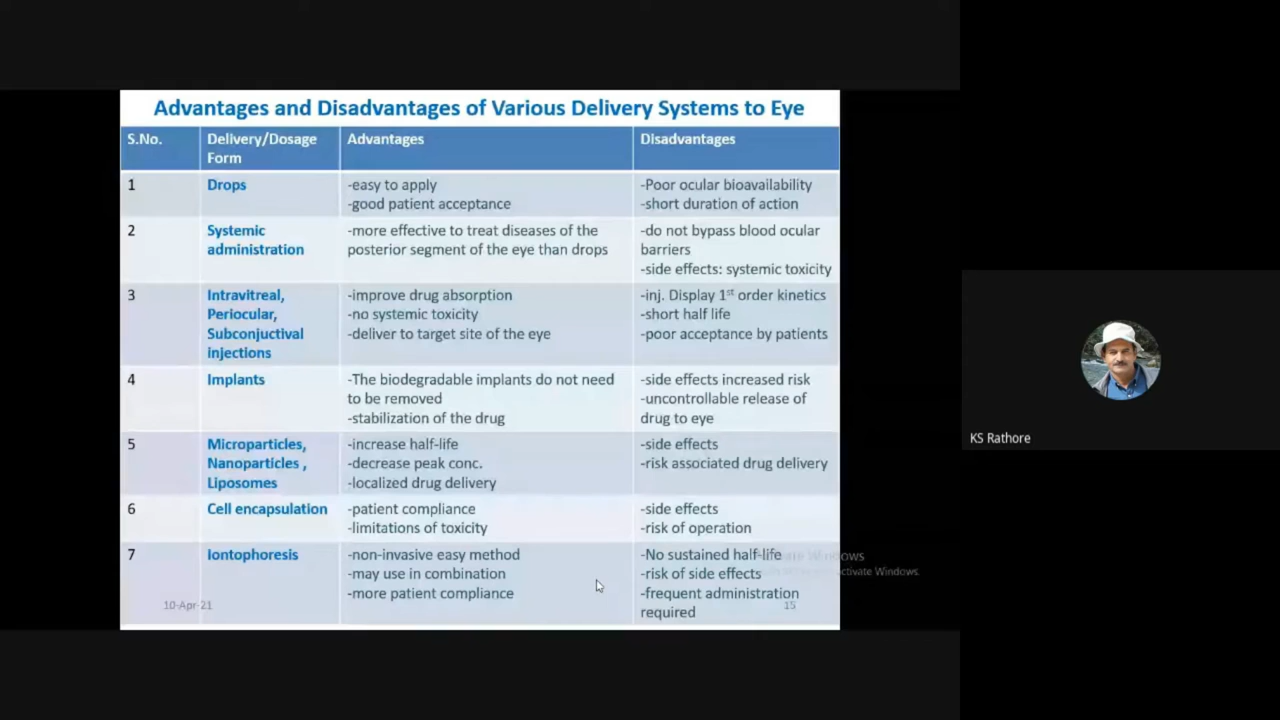 Advantages and Disadvantages of Various Delivery Systems to Eye
S.No.
Delivery/Dosage
Form
Advantages
Disadvantages
1
Drops
-easy to apply
-good patient acceptance
-Poor ocular bioavailability
-short duration of action
2
Systemic
administration
-more effective to treat diseases of the
posterior segment of the eye than drops
-do not bypass blood ocular
barriers
-side effects: systemic toxicity
3
Intravitreal,
Periocular,
Subconjuctival
injections
-improve drug absorption
-no systemic toxicity
-deliver to target site of the eye
-inj. Display 1st order kinetics
-short half life
-poor acceptance by patients
4
Implants
-The biodegradable implants do not need
to be removed
-stabilization of the drug
-side effects increased risk
-uncontrollable release of
drug to eye
5
Microparticles,
Nanoparticles ,
Liposomes
-increase half-life
-decrease peak conc.
-localized drug delivery
-side effects
-risk associated drug delivery
6
Cell encapsulation
-patient compliance
-limitations of toxicity
-side effects
-risk of operation
7
Iontophoresis
-non-invasive easy method
-may use in combination
-more patient compliance
-No sustained half-life
-risk of side effects
-frequent administration
required
10-Apr-21
15
Windows
activate Windows.
KS Rathore